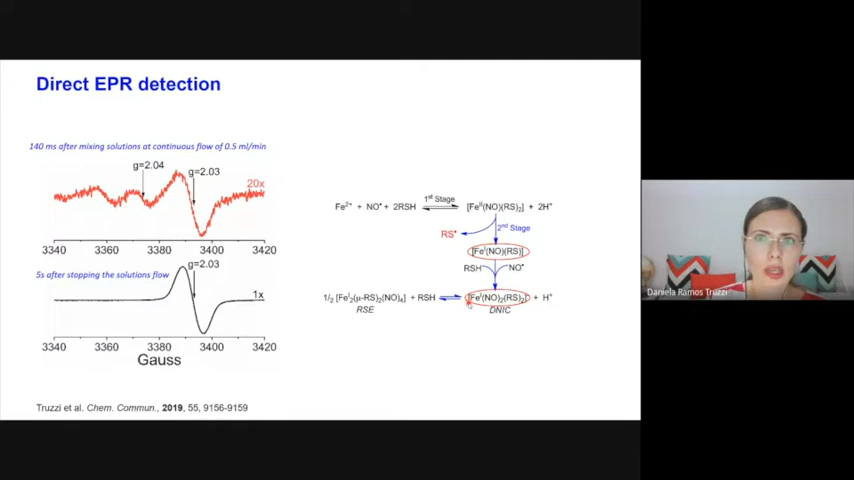 Direct EPR detection
140 ms after mixing solutions at continuous flow of 0.5 ml/min
g=2.04
g=2.03
20x
3340 3360 3380 3400 3420
5s after stopping the solutions flow
g=2.03
1x
3340 3360 3380 3400 3420
Gauss
Truzzi et al. Chem. Commun., 2019, 55, 9156-9159
Fe²⁺ + NO• + 2RSH 1st Stage [Feᴵᴵ(NO)(RS)₂] + 2H⁺
RS• 2nd Stage
[Feᴵ(NO)(RS)]
RSH NO•
1/2 [Feᴵ₂(μ-RS)₂(NO)₄] + RSH [Feᴵ(NO)₂(RS)₂] + H⁺
RSE DNIC
Daniela Ramos Truzzi